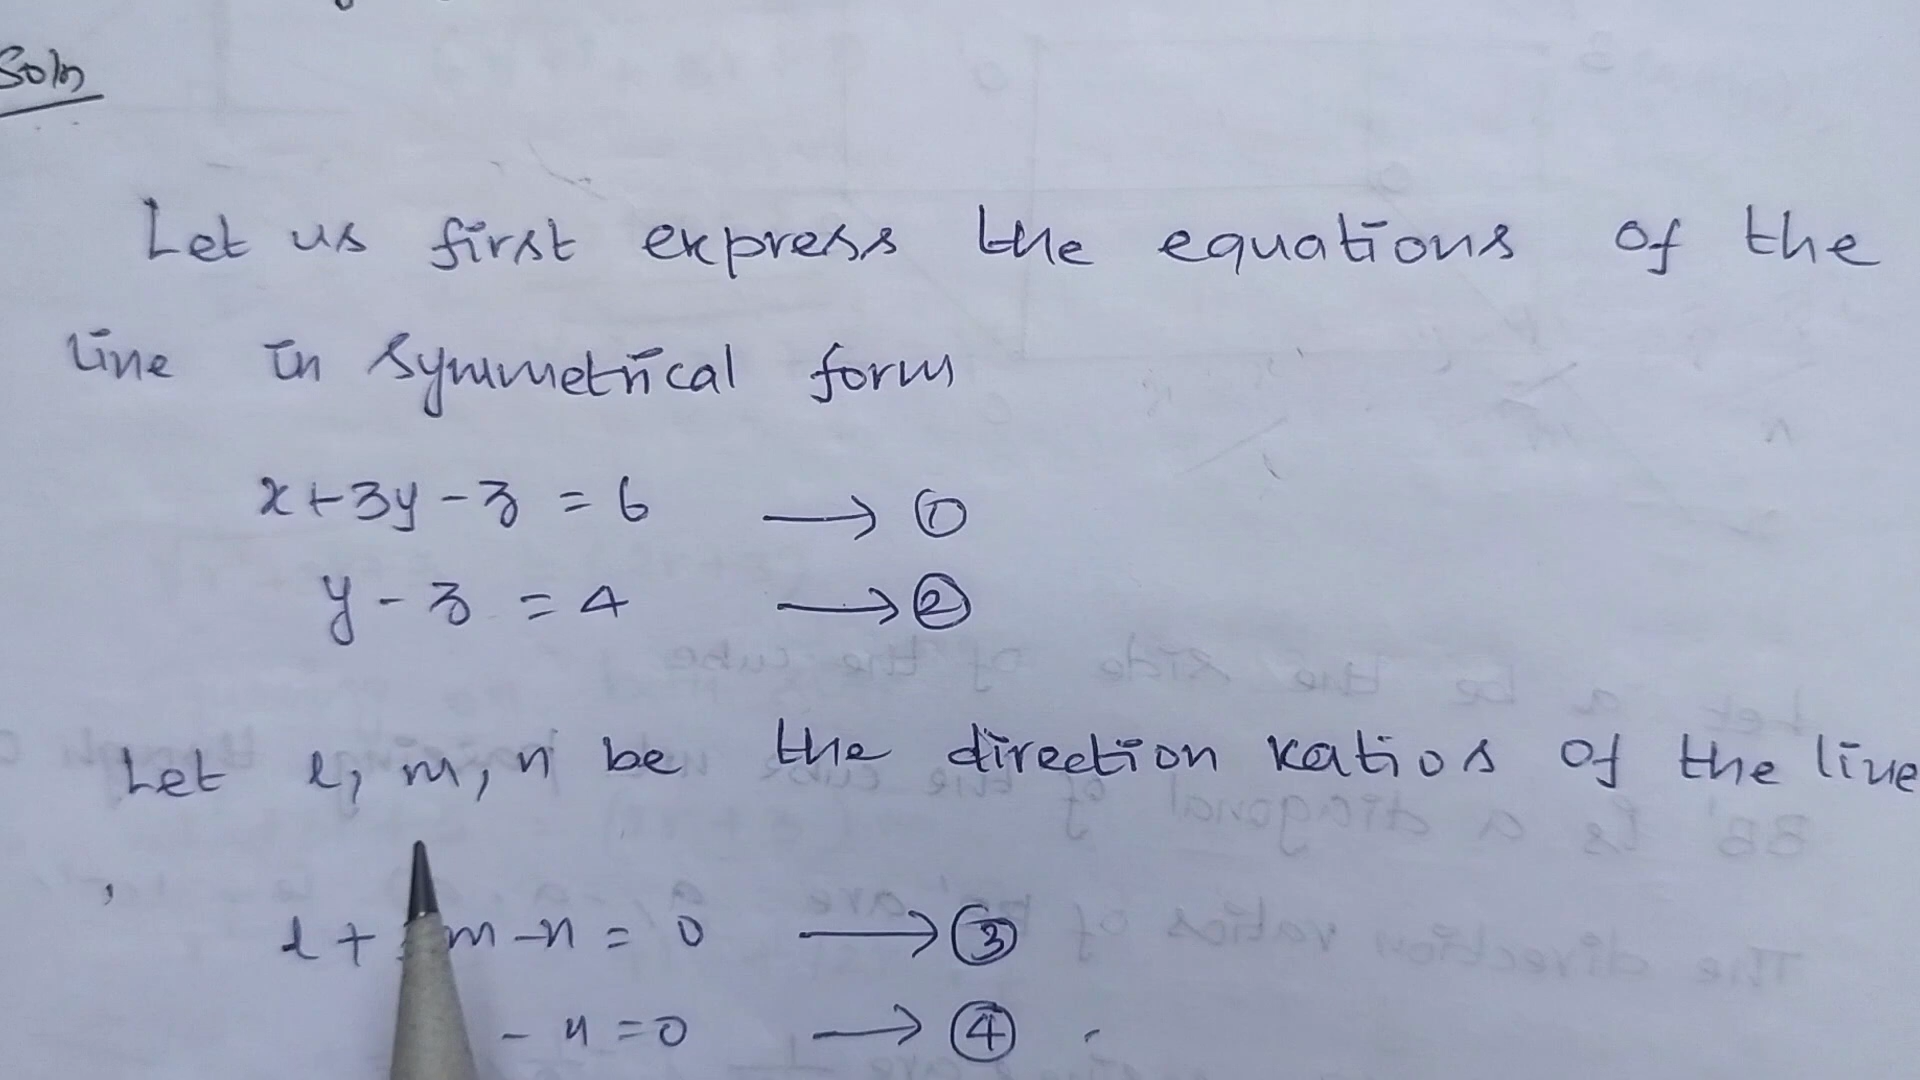 Soln
Let us first express the equations of the
line in symmetrical form
x+3y-z = 6 → ①
y-z = 4 → ②
Let l, m, n be the direction ratios of the line
l + m-n = 0 → ③
- n = 0 → ④